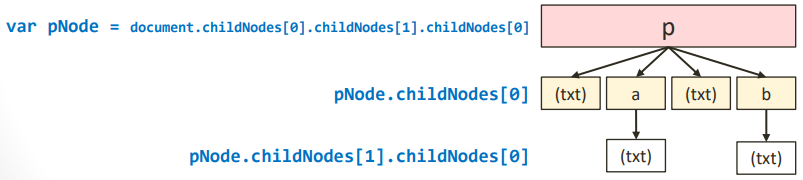 var pNode = document.childNodes[0].childNodes[1].childNodes[0] p
pNode.childNodes[0] (txt) a (txt) b
pNode.childNodes[1].childNodes[0] (txt) (txt)